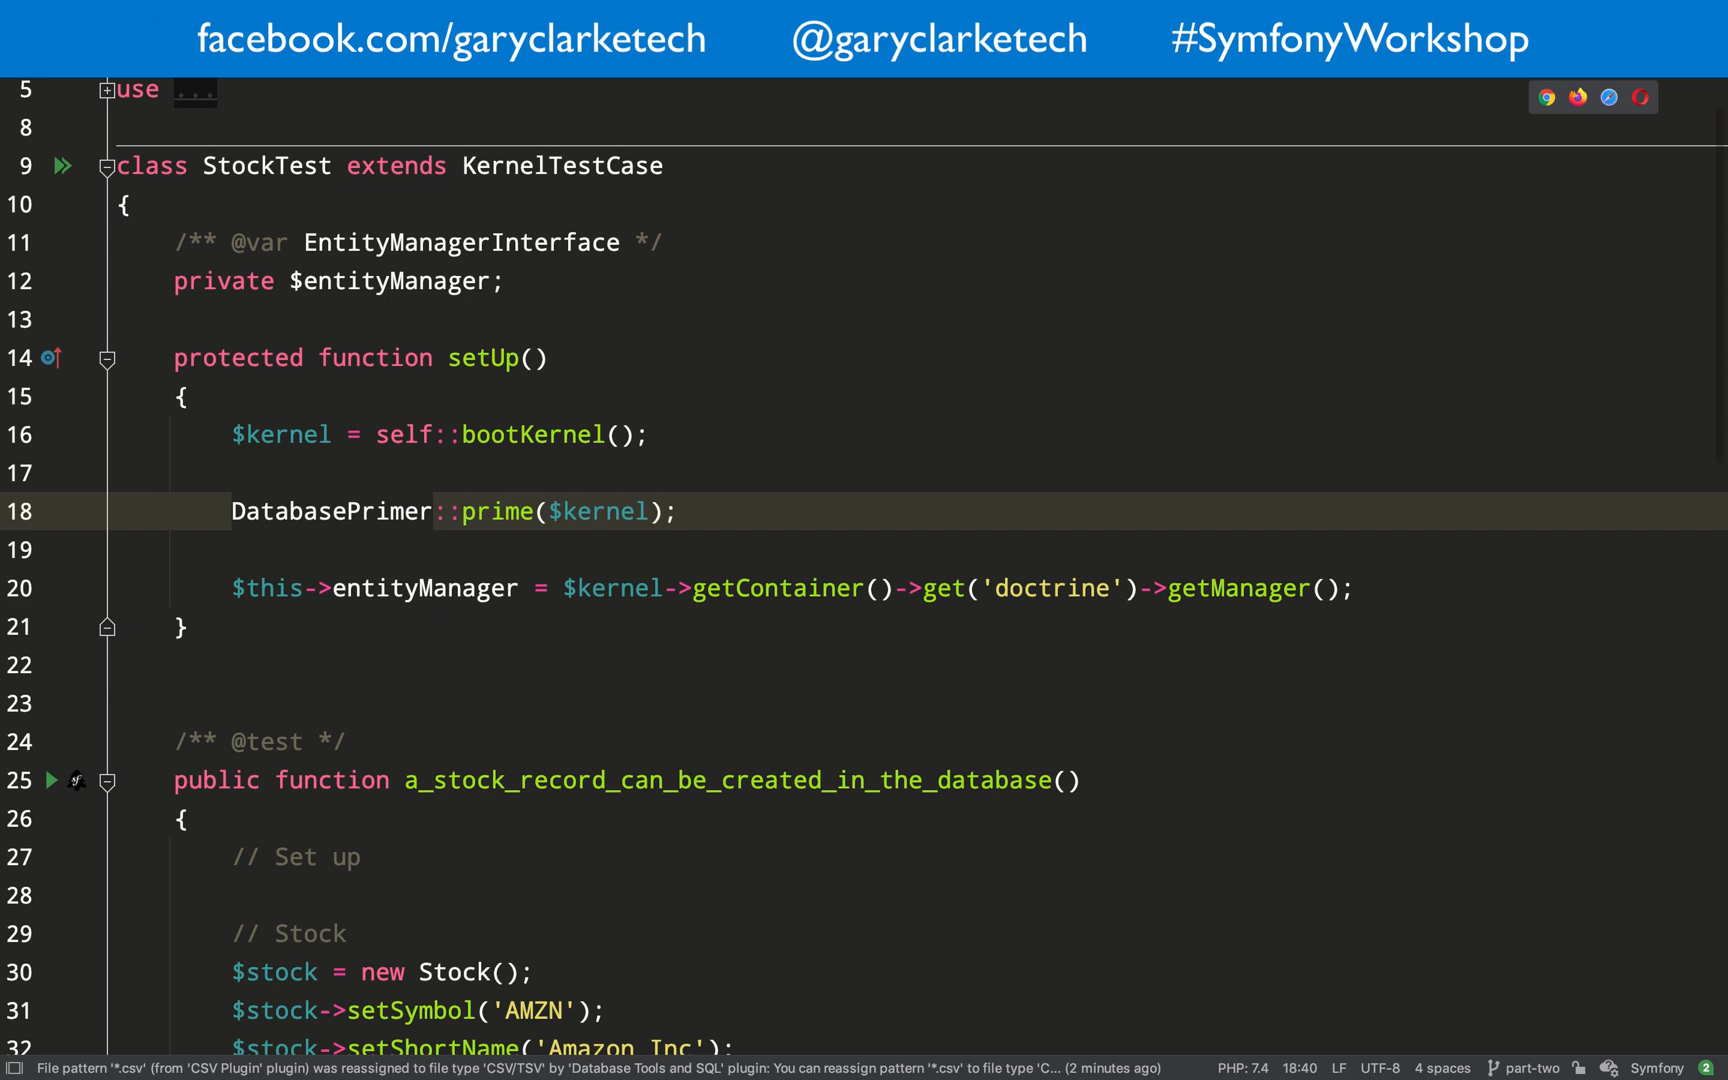 facebook.com/garyclarketech @garyclarketech #SymfonyWorkshop
5 use ...
8
9 class StockTest extends KernelTestCase
10 {
11 /** @var EntityManagerInterface */
12 private $entityManager;
13
14 protected function setUp()
15 {
16 $kernel = self::bootKernel();
17
18 DatabasePrimer::prime($kernel);
19
20 $this->entityManager = $kernel->getContainer()->get('doctrine')->getManager();
21 }
22
23
24 /** @test */
25 public function a_stock_record_can_be_created_in_the_database()
26 {
27 // Set up
28
29 // Stock
30 $stock = new Stock();
31 $stock->setSymbol('AMZN');
32 $stock->setShortName('Amazon Inc');
File pattern '*.csv' (from 'CSV Plugin' plugin) was reassigned to file type 'CSV/TSV' by 'Database Tools and SQL' plugin: You can reassign pattern '*.csv' to file type 'C... (2 minutes ago) PHP: 7.4 18:40 LF UTF-8 4 spaces part-two Symfony 2